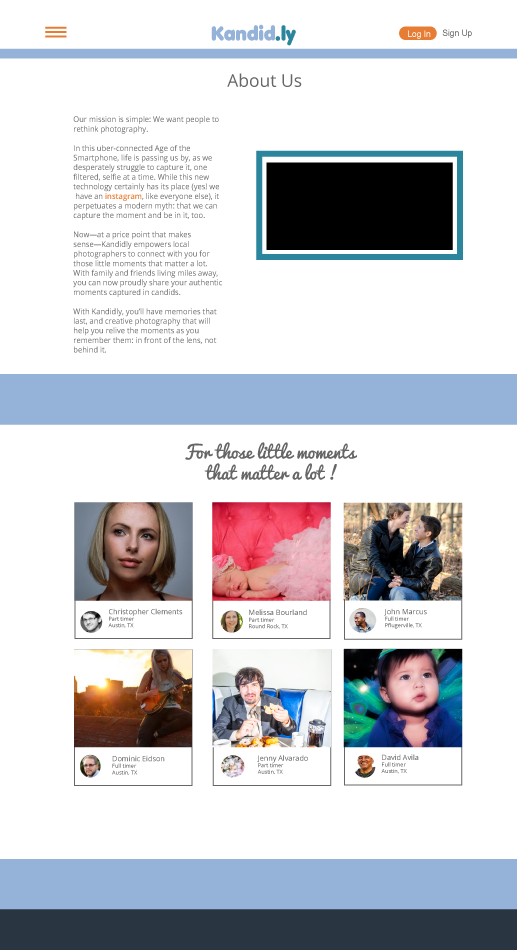 Kandid.ly
Log In
Sign Up
About Us
Our mission is simple: We want people to
rethink photography.
In this uber-connected Age of the
Smartphone, life is passing us by, as we
desperately struggle to capture it, one
filtered, selfie at a time. While this new
technology certainly has its place (yes! we
have an instagram, like everyone else), it
perpetuates a modern myth: that we can
capture the moment and be in it, too.
Now—at a price point that makes
sense—Kandidly empowers local
photographers to connect with you for
those little moments that matter a lot.
With family and friends living miles away,
you can now proudly share your authentic
moments captured in candids.
With Kandidly, you'll have memories that
last, and creative photography that will
help you relive the moments as you
remember them: in front of the lens, not
behind it.
For those little moments
that matter a lot !
Christopher Clements
Part timer
Austin, TX
Melissa Bourland
Part timer
Round Rock, TX
John Marcus
Full timer
Pflugerville, TX
Dominic Eidson
Full timer
Austin, TX
Jenny Alvarado
Part timer
Austin, TX
David Avila
Full timer
Austin, TX